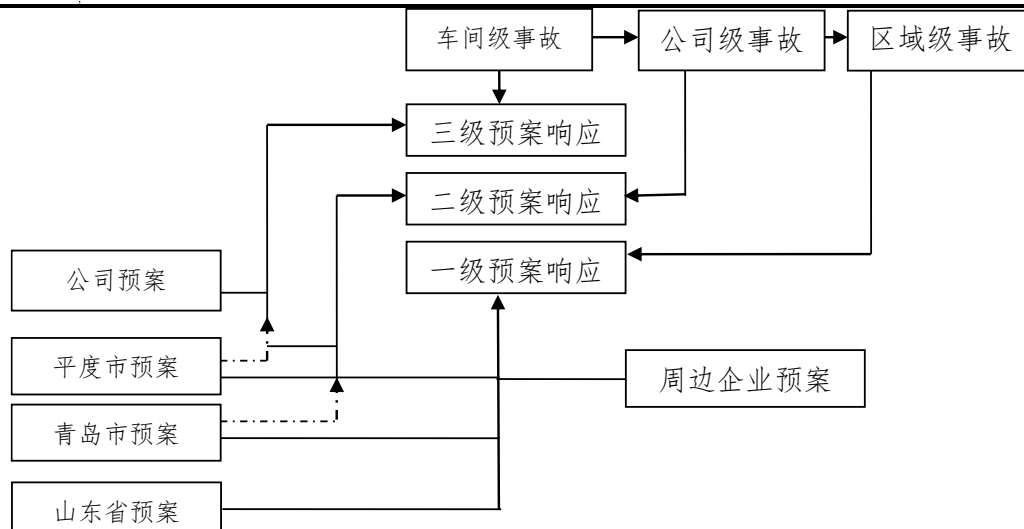 车间级事故
公司级事故
区域级事故
三级预案响应
二级预案响应
一级预案响应
公司预案
平度市预案
周边企业预案
青岛市预案
山东省预案